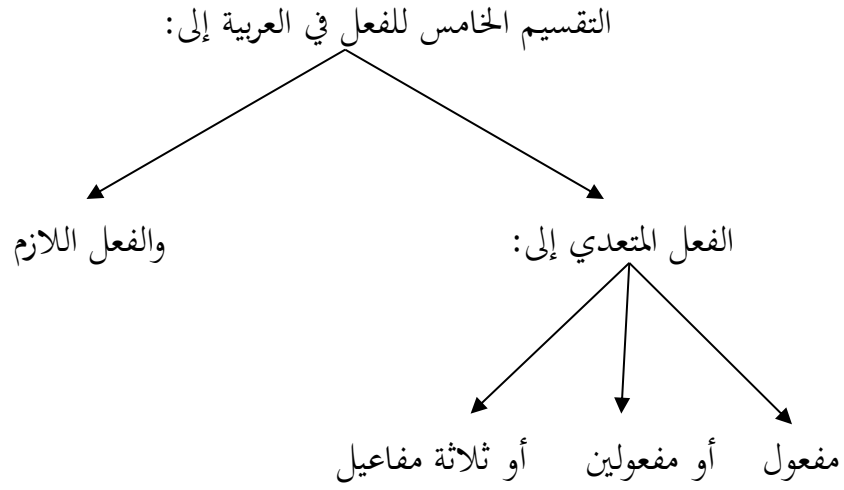 التقسيم الخامس للفعل في العربية إلى:
الفعل المتعدي إلى: والفعل اللازم
مفعول أو مفعولين أو ثلاثة مفاعيل